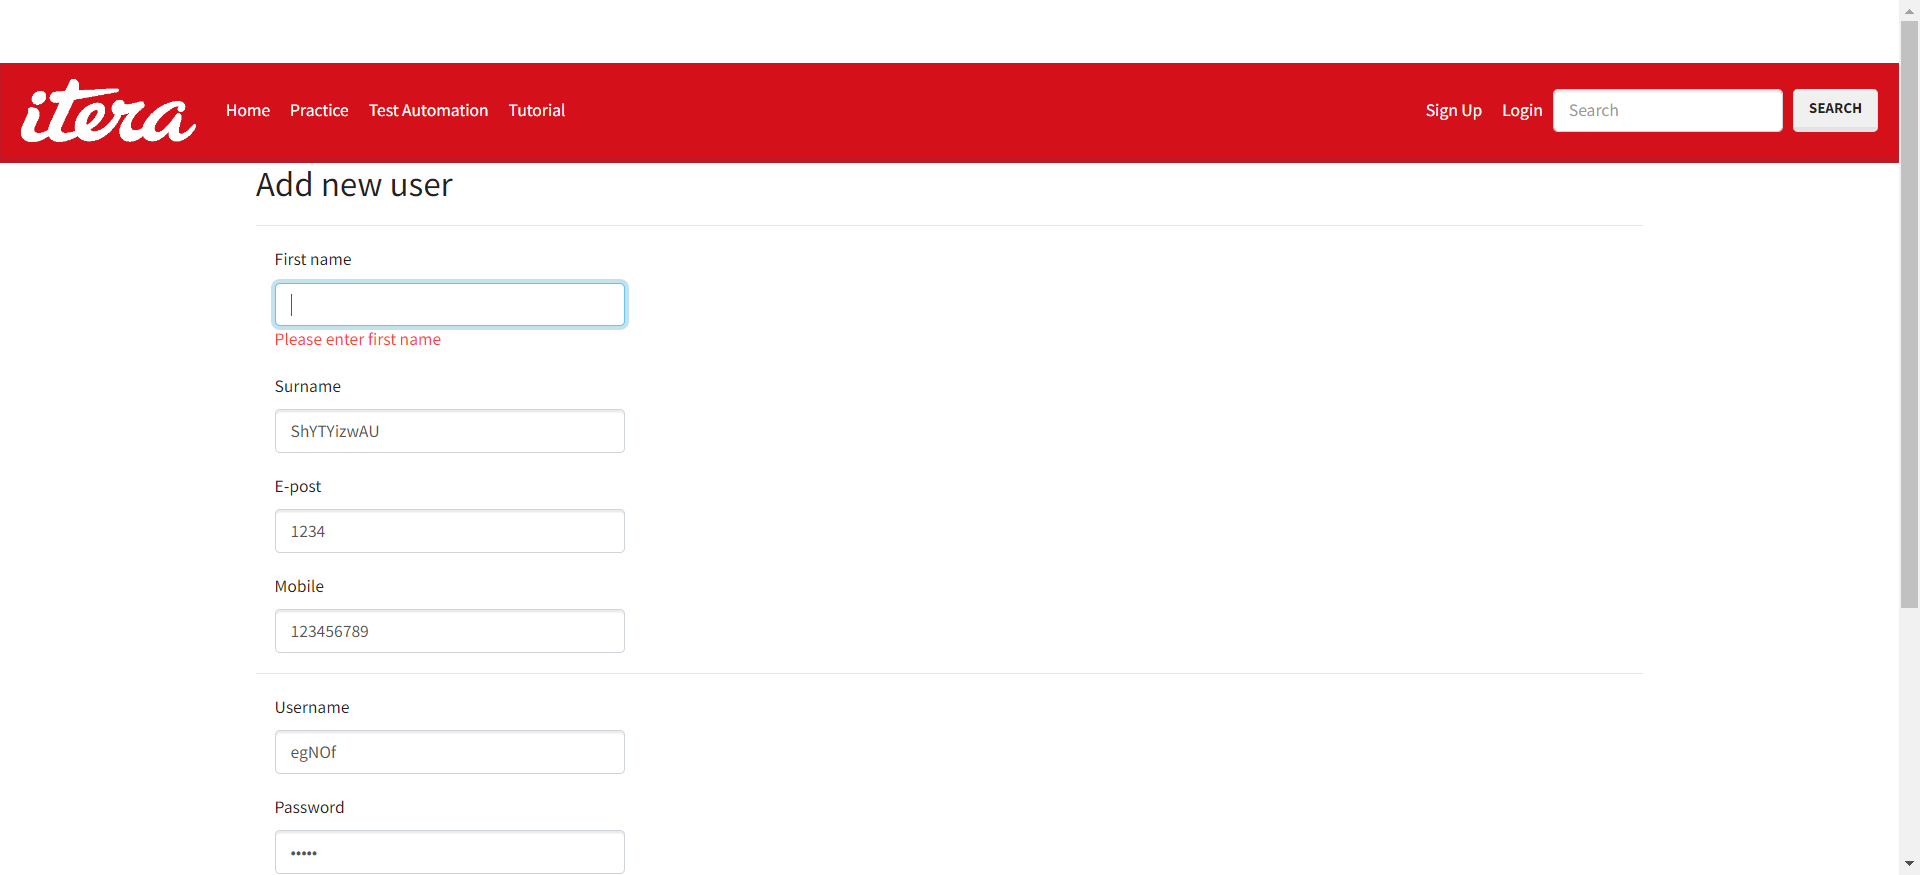 itera
Home Practice Test Automation Tutorial Sign Up Login Search SEARCH
Add new user
First name
Please enter first name
Surname
ShYTYizwAU
E-post
1234
Mobile
123456789
Username
egNOf
Password
•••••